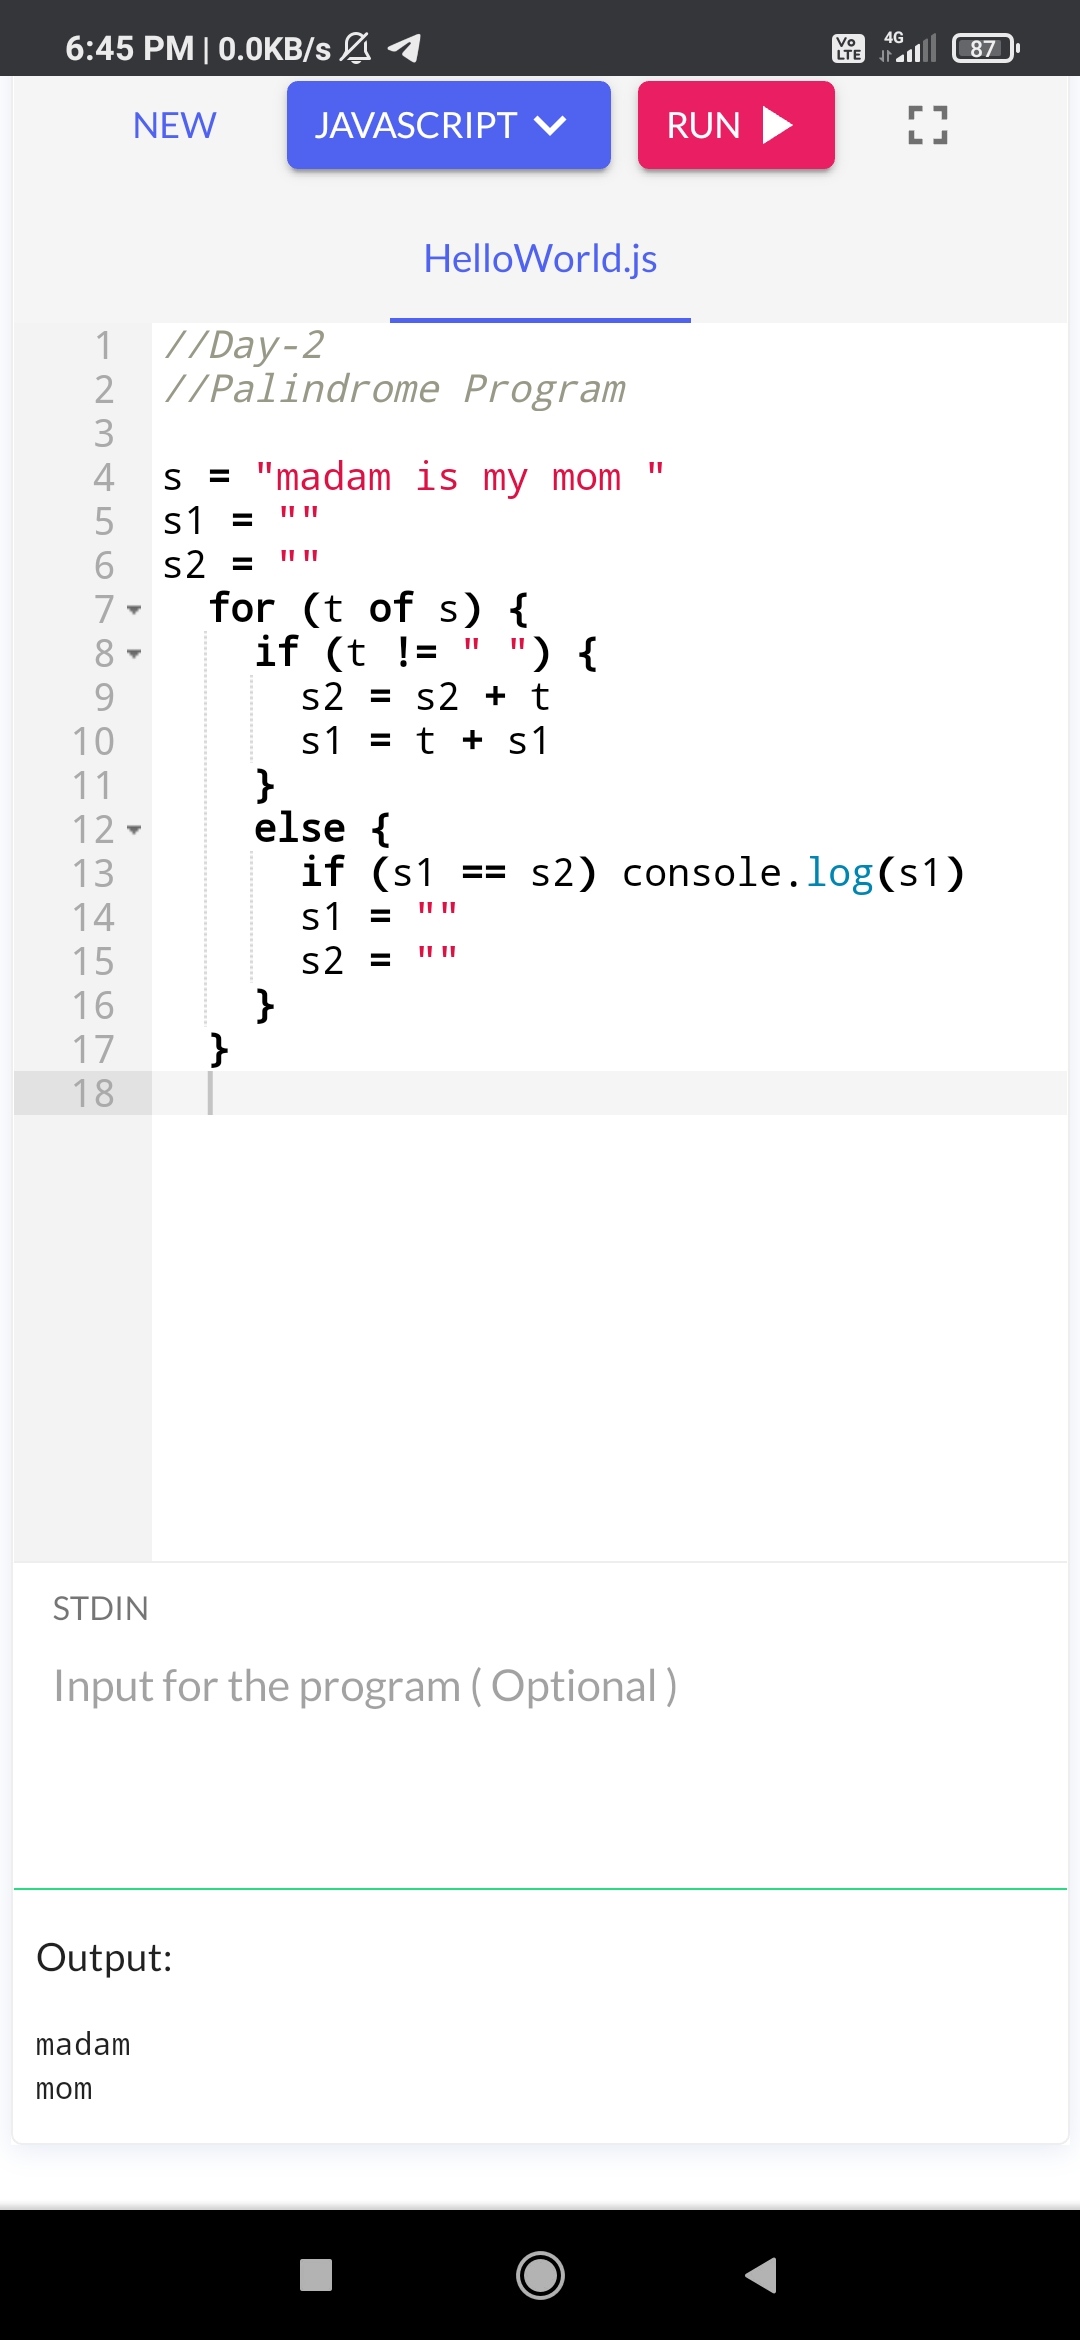 6:45 PM | 0.0KB/s Vo LTE 4G 87
NEW JAVASCRIPT RUN
HelloWorld.js
1 //Day-2
2 //Palindrome Program
3
4 s = "madam is my mom "
5 s1 = ""
6 s2 = ""
7   for (t of s) {
8     if (t != " ") {
9       s2 = s2 + t
10       s1 = t + s1
11     }
12     else {
13       if (s1 == s2) console.log(s1)
14       s1 = ""
15       s2 = ""
16     }
17   }
18
STDIN
Input for the program ( Optional )
Output:
madam
mom